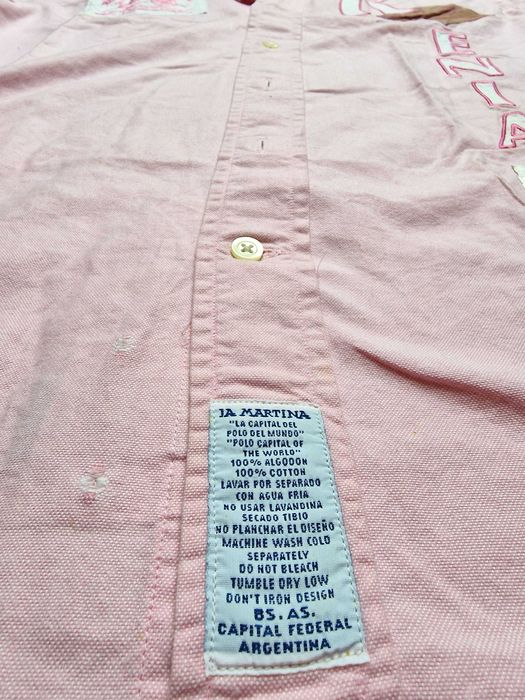 LA MARTINA
"LA CAPITAL DEL
POLO DEL MUNDO"
"POLO CAPITAL OF
THE WORLD"
100% ALGODON
100% COTTON
LAVAR POR SEPARADO
CON AGUA FRIA
NO USAR LAVANDINA
SECADO TIBIO
NO PLANCHAR EL DISEÑO
MACHINE WASH COLD
SEPARATELY
DO NOT BLEACH
TUMBLE DRY LOW
DON'T IRON DESIGN
BS. AS.
CAPITAL FEDERAL
ARGENTINA